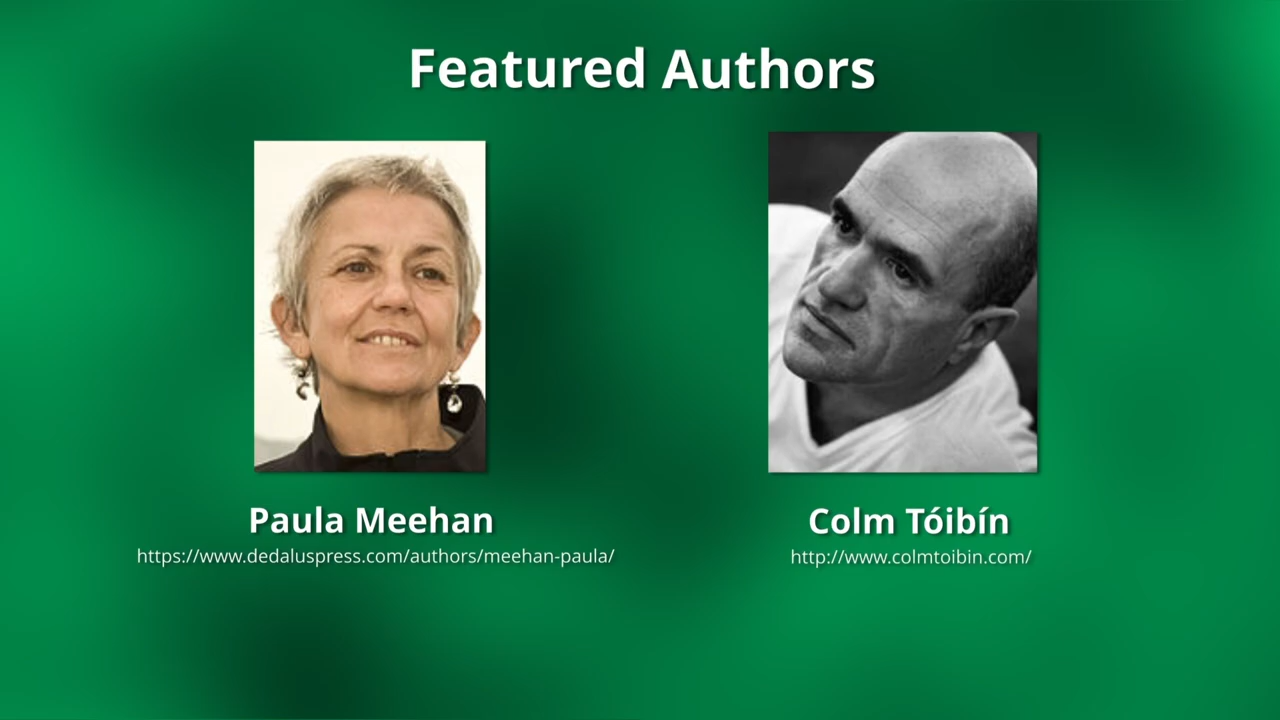 Featured Authors
Paula Meehan
https://www.dedaluspress.com/authors/meehan-paula/
Colm Tóibín
http://www.colmtoibin.com/